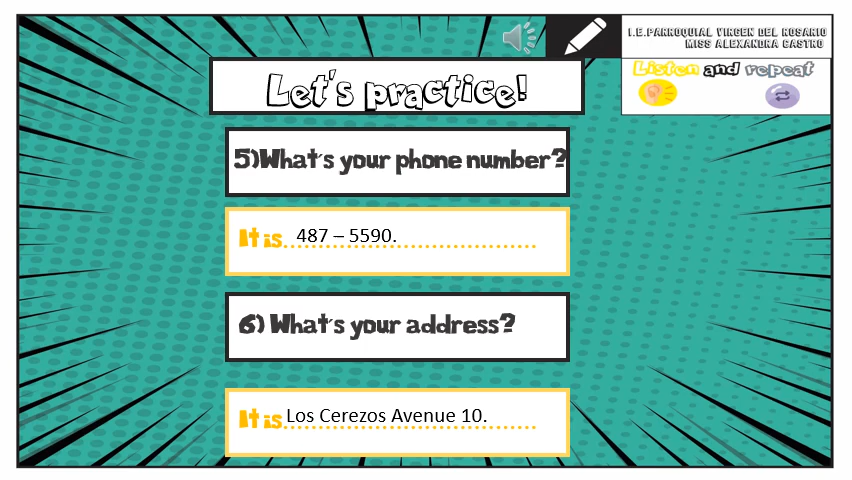 I.E.PARROQUIAL VIRGEN DEL ROSARIO
MISS ALEXANDRA CASTRO
Listen and repeat
Let's practice!
5)What's your phone number?
It is 487 – 5590.
6) What's your address?
It is Los Cerezos Avenue 10.